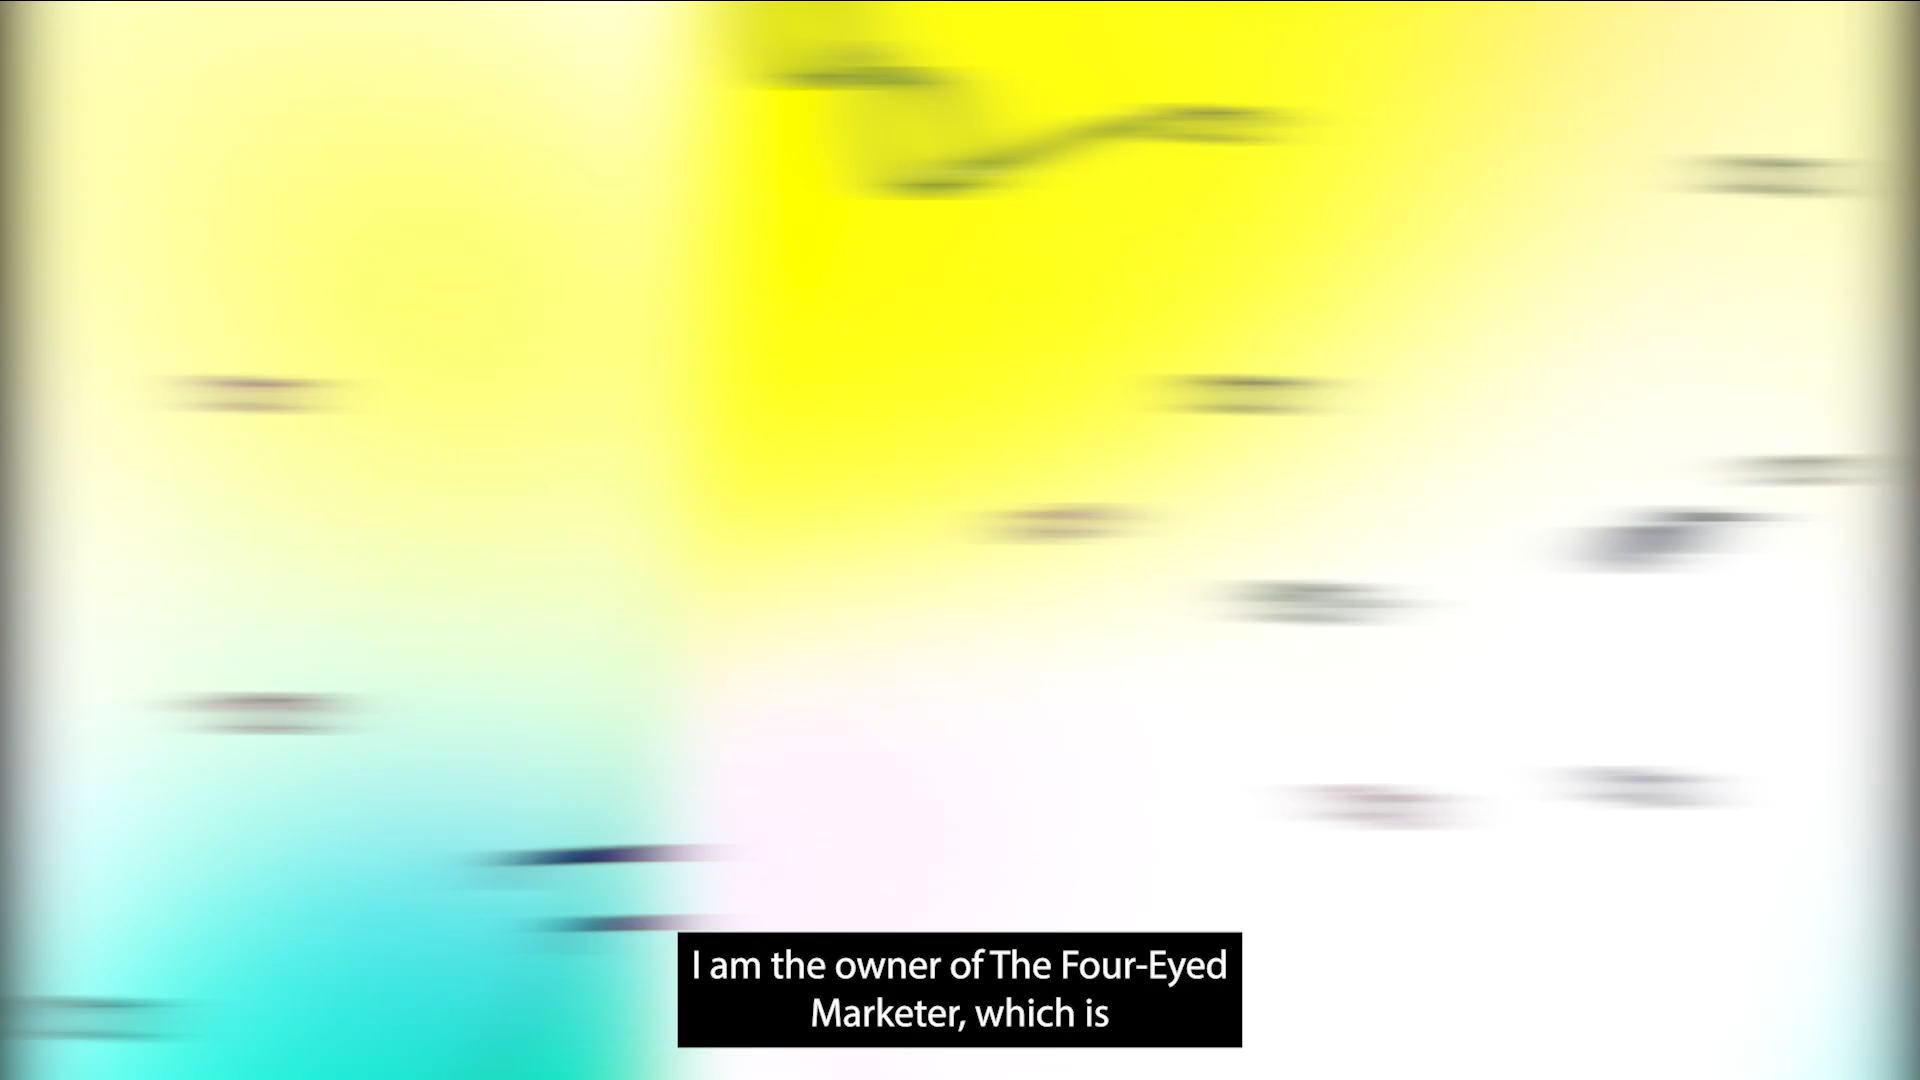 I am the owner of The Four-Eyed
Marketer, which is